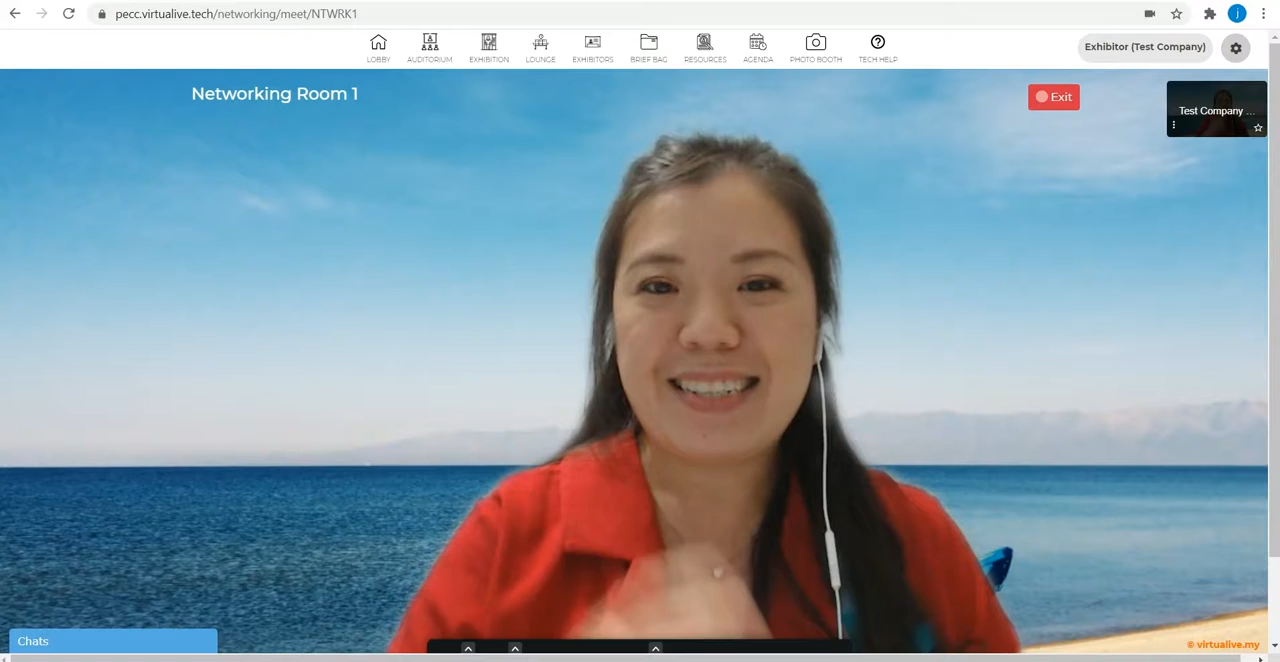 pecc.virtualive.tech/networking/meet/NTWRK1
j
LOBBY
AUDITORIUM
EXHIBITION
LOUNGE
EXHIBITORS
BRIEF BAG
RESOURCES
AGENDA
PHOTO BOOTH
TECH HELP
Exhibitor (Test Company)
Networking Room 1
Exit
Test Company ...
Chats
© virtualive.my